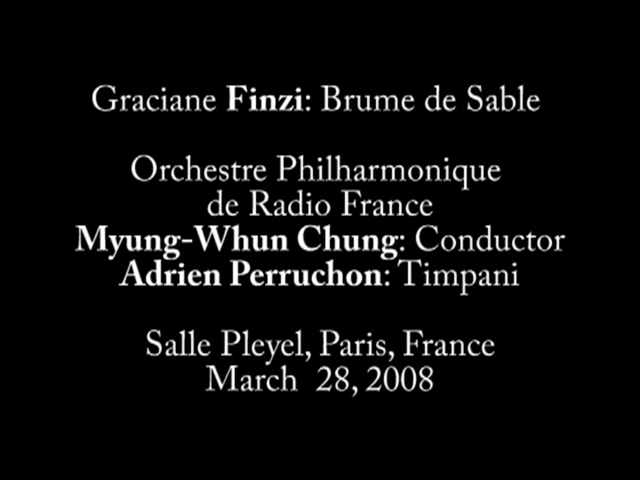 Graciane Finzi: Brume de Sable
Orchestre Philharmonique
de Radio France
Myung-Whun Chung: Conductor
Adrien Perruchon: Timpani
Salle Pleyel, Paris, France
March  28, 2008